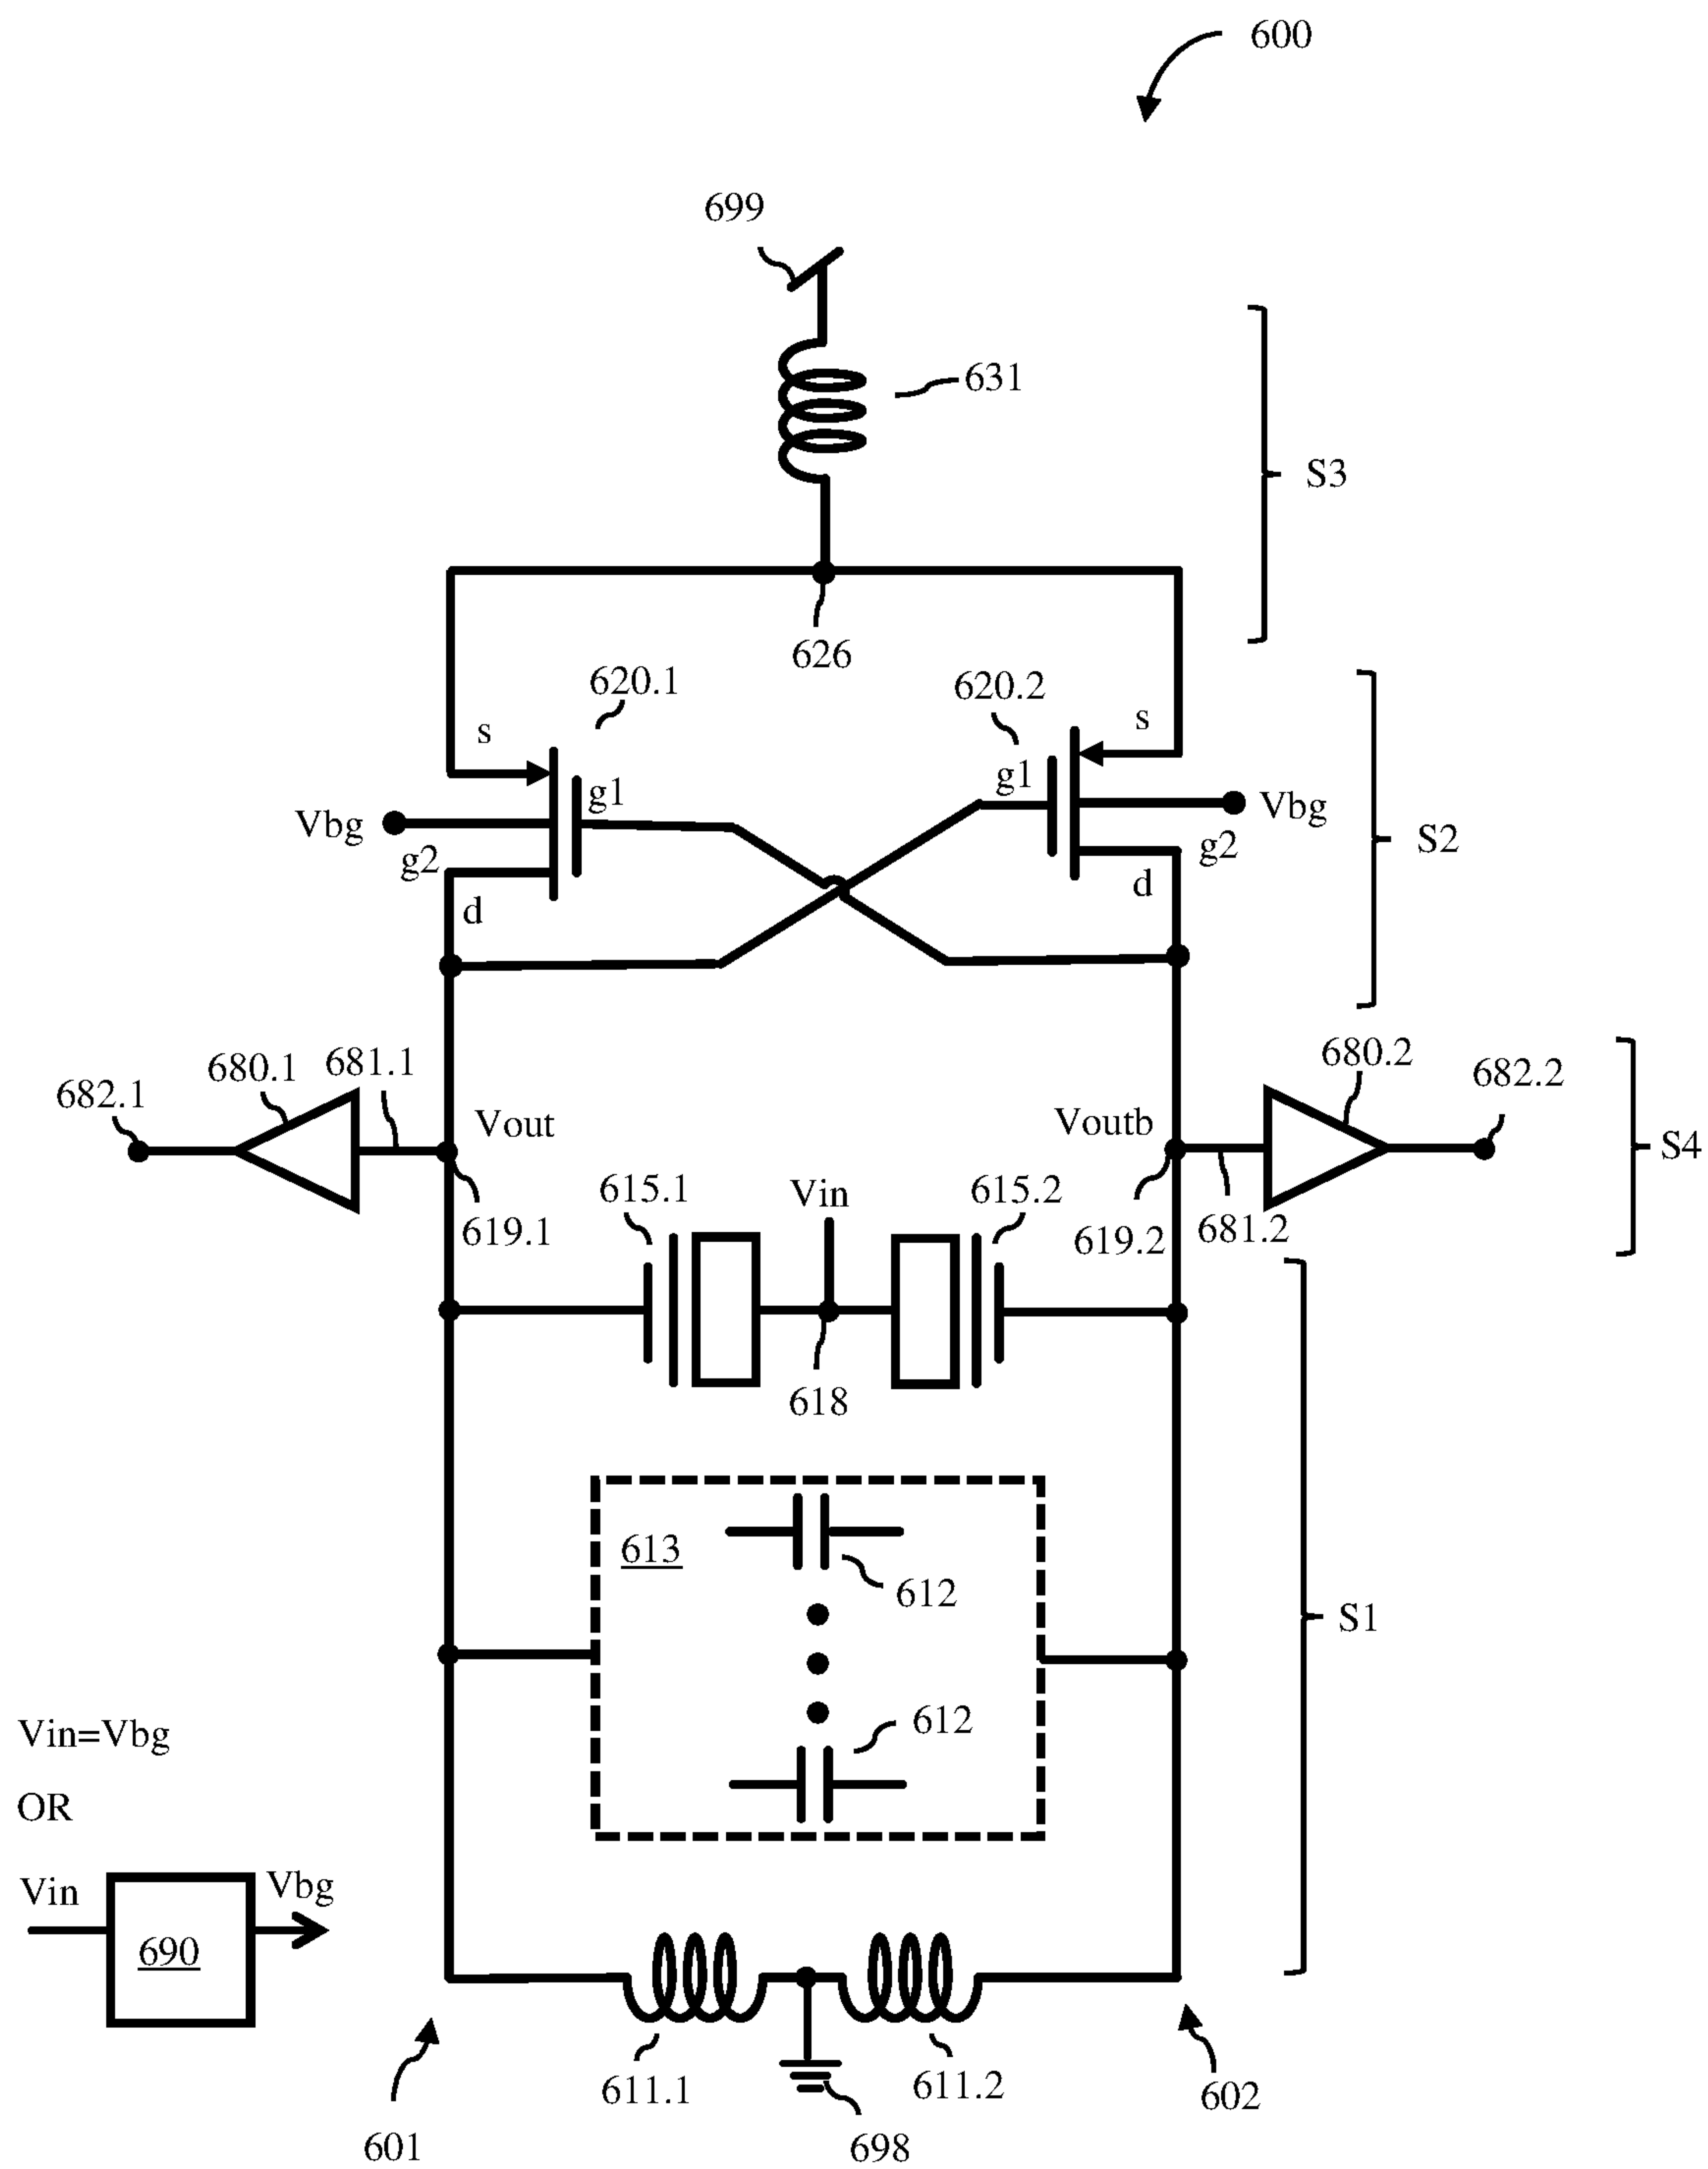 600
699
631
S3
626
620.1
620.2
s
s
g1
g1
Vbg
Vbg
g2
g2
S2
d
d
680.2
680.1
681.1
682.2
682.1
Vout
Voutb
S4
615.1
Vin
615.2
619.1
619.2
681.2
618
613
612
S1
612
Vin=Vbg
OR
Vin
Vbg
690
611.1
611.2
602
601
698